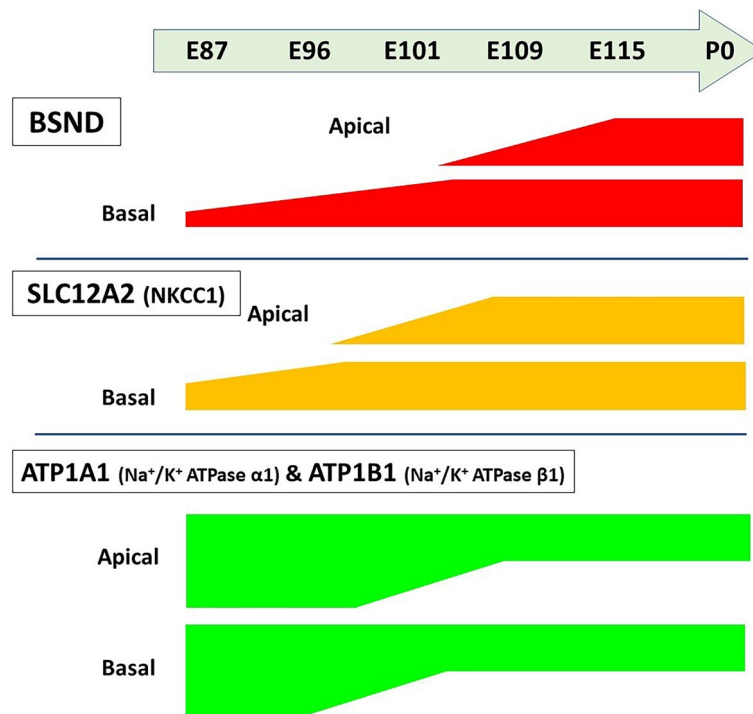 E87 E96 E101 E109 E115 P0
BSND
Apical
Basal
SLC12A2 (NKCC1)
Apical
Basal
ATP1A1 (Na⁺/K⁺ ATPase α1) & ATP1B1 (Na⁺/K⁺ ATPase β1)
Apical
Basal